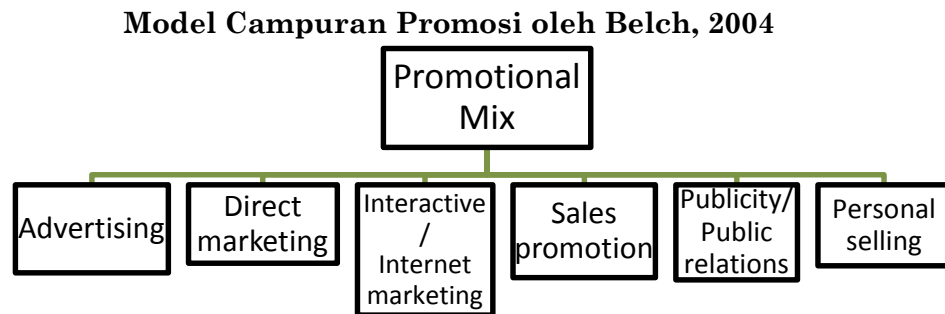 Model Campuran Promosi oleh Belch, 2004
Promotional
Mix
Advertising
Direct
marketing
Interactive
/
Internet
marketing
Sales
promotion
Publicity/
Public
relations
Personal
selling